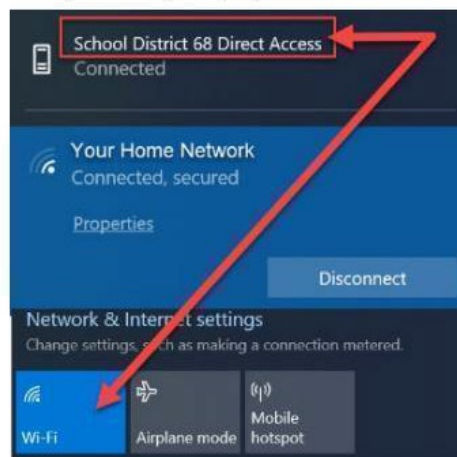 School District 68 Direct Access
Connected
Your Home Network
Connected, secured
Properties
Disconnect
Network & Internet settings
Change settings, such as making a connection metered.
Wi-Fi
Airplane mode
Mobile
hotspot